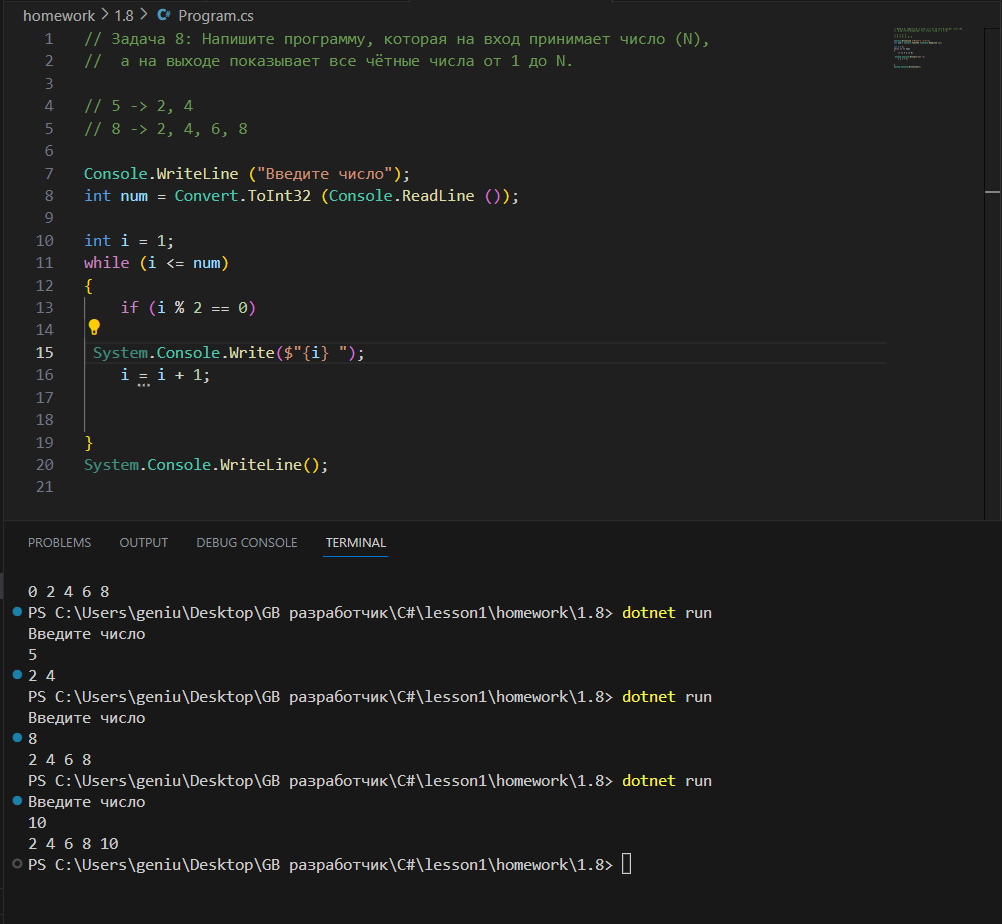 homework > 1.8 > C# Program.cs
1 // Задача 8: Напишите программу, которая на вход принимает число (N),
2 //  а на выходе показывает все чётные числа от 1 до N.
3
4 // 5 -> 2, 4
5 // 8 -> 2, 4, 6, 8
6
7 Console.WriteLine ("Введите число");
8 int num = Convert.ToInt32 (Console.ReadLine ());
9
10 int i = 1;
11 while (i <= num)
12 {
13     if (i % 2 == 0)
14
15  System.Console.Write($"{i} ");
16     i = i + 1;
17
18
19 }
20 System.Console.WriteLine();
21
PROBLEMS OUTPUT DEBUG CONSOLE TERMINAL
0 2 4 6 8
PS C:\Users\geniu\Desktop\GB разработчик\C#\lesson1\homework\1.8> dotnet run
Введите число
5
2 4
PS C:\Users\geniu\Desktop\GB разработчик\C#\lesson1\homework\1.8> dotnet run
Введите число
8
2 4 6 8
PS C:\Users\geniu\Desktop\GB разработчик\C#\lesson1\homework\1.8> dotnet run
Введите число
10
2 4 6 8 10
PS C:\Users\geniu\Desktop\GB разработчик\C#\lesson1\homework\1.8>